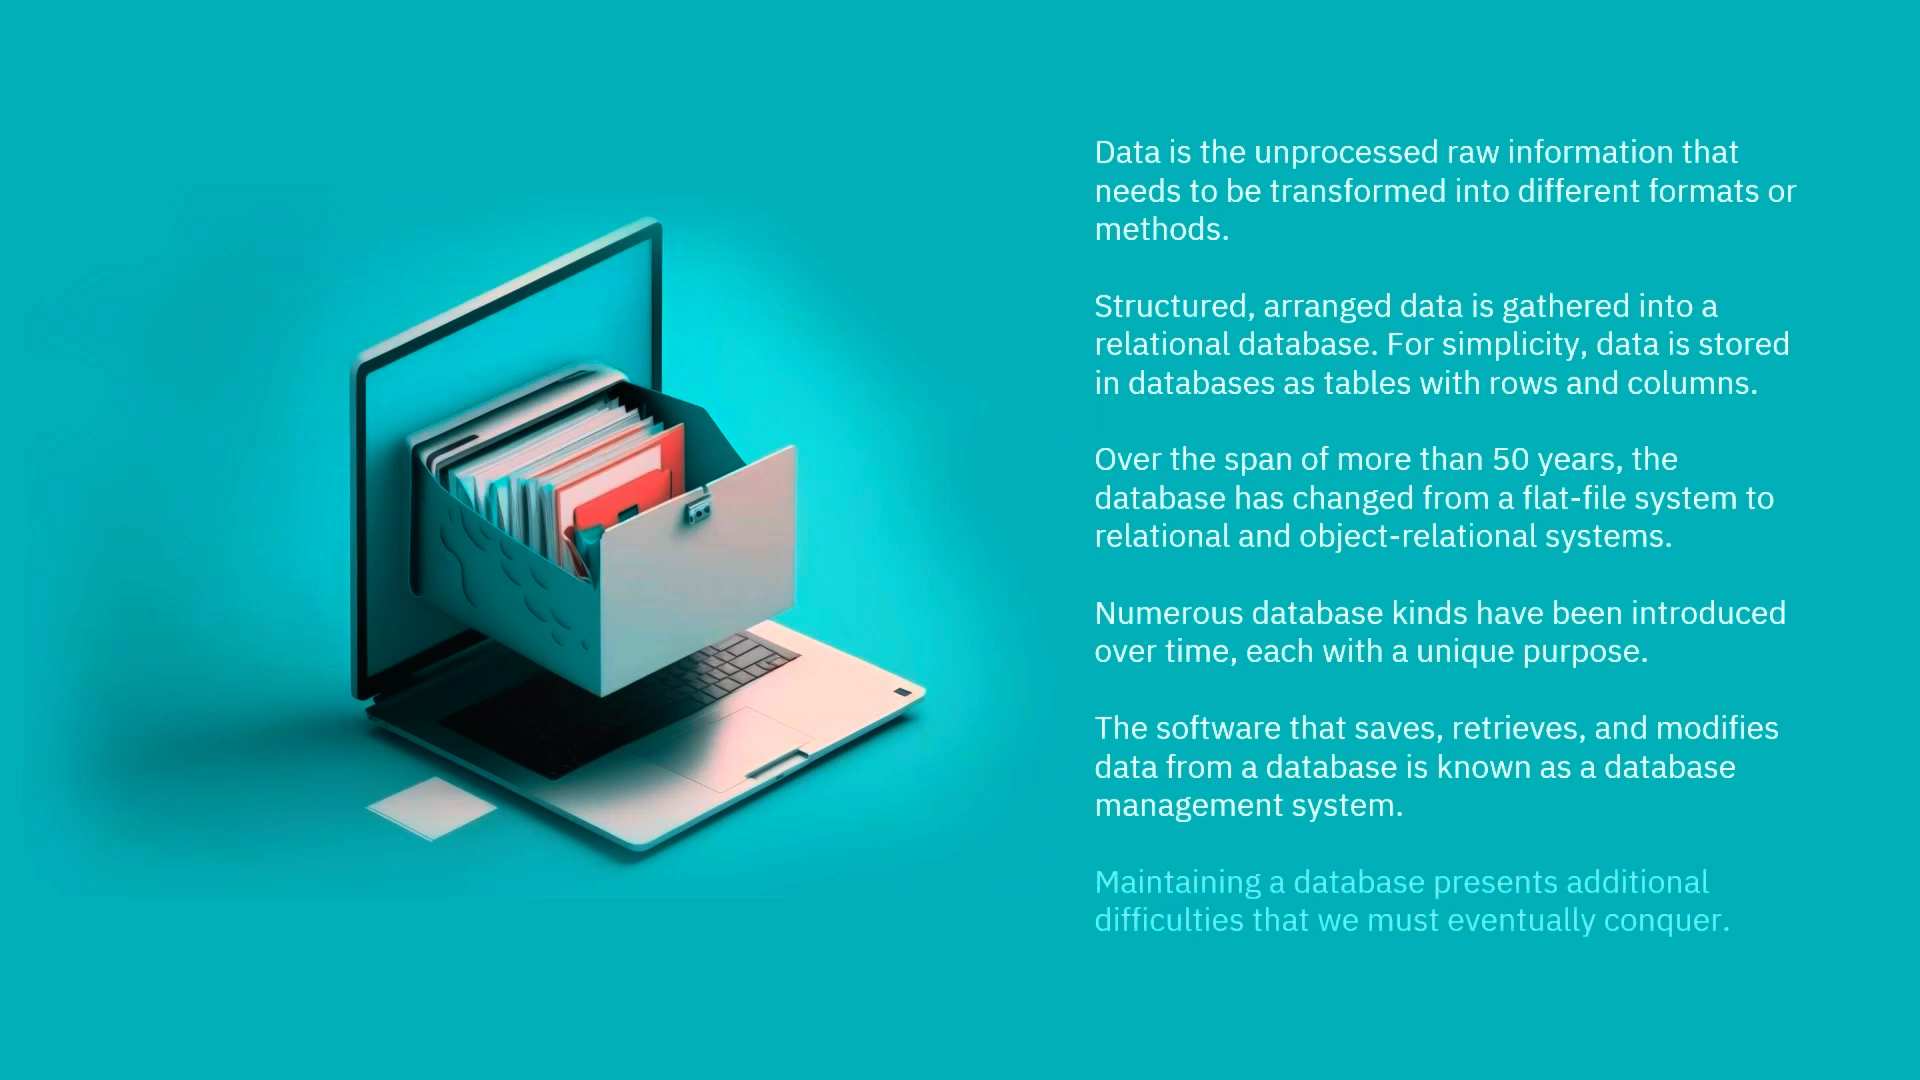 Data is the unprocessed raw information that
needs to be transformed into different formats or
methods.
Structured, arranged data is gathered into a
relational database. For simplicity, data is stored
in databases as tables with rows and columns.
Over the span of more than 50 years, the
database has changed from a flat-file system to
relational and object-relational systems.
Numerous database kinds have been introduced
over time, each with a unique purpose.
The software that saves, retrieves, and modifies
data from a database is known as a database
management system.
Maintaining a database presents additional
difficulties that we must eventually conquer.